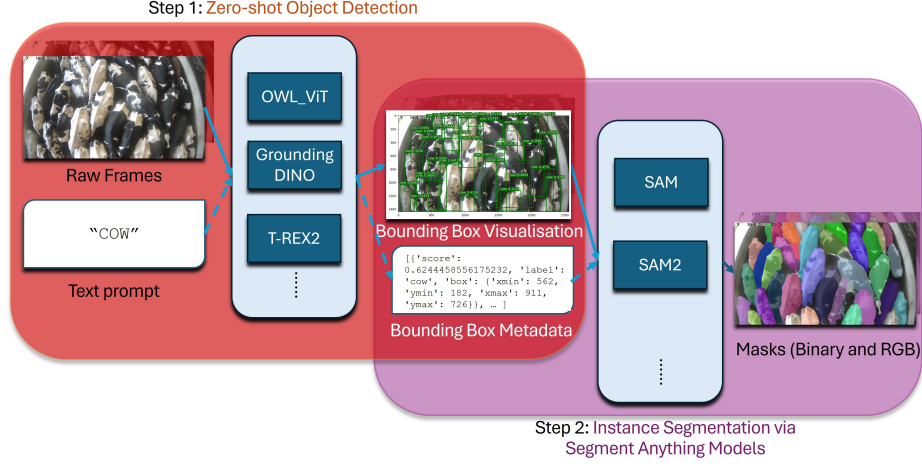 Step 1: Zero-shot Object Detection
Raw Frames
“COW”
Text prompt
OWL_ViT
Grounding
DINO
T-REX2
Bounding Box Visualisation
[{'score':
0.6244458556175232, 'label':
'cow', 'box': {'xmin': 562,
'ymin': 182, 'xmax': 911,
'ymax': 726}}, … ]
Bounding Box Metadata
SAM
SAM2
Masks (Binary and RGB)
Step 2: Instance Segmentation via
Segment Anything Models